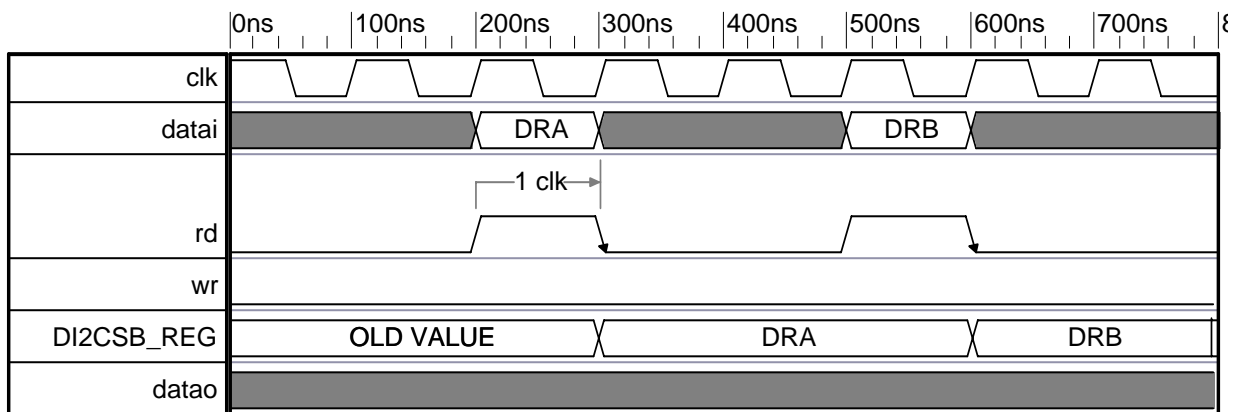 0ns 100ns 200ns 300ns 400ns 500ns 600ns 700ns
clk
datai DRA DRB
1 clk
rd
wr
DI2CSB_REG OLD VALUE DRA DRB
datao